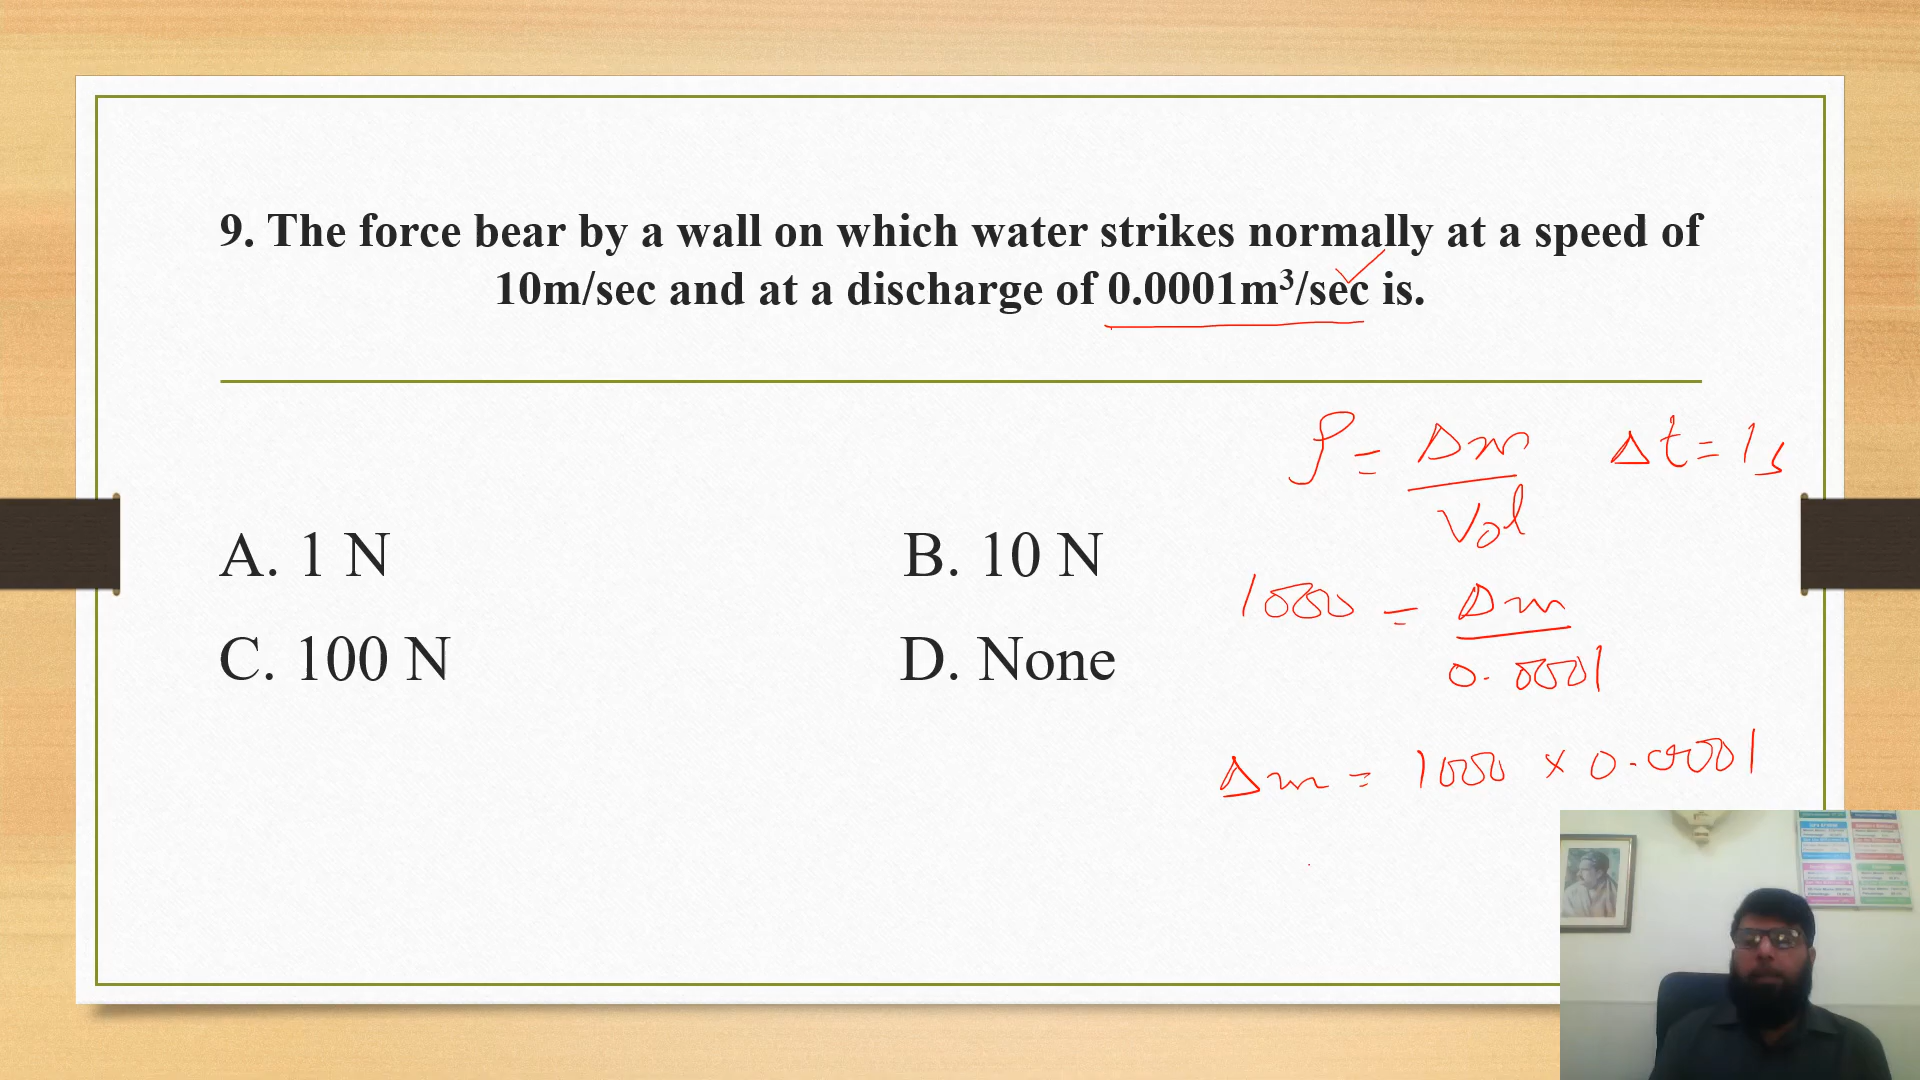 9. The force bear by a wall on which water strikes normally at a speed of
10m/sec and at a discharge of 0.0001m³/sec is.
ρ = Δm / Vol Δt = 1s
A. 1 N B. 10 N
1000 = Δm / 0.0001
C. 100 N D. None
Δm = 1000 × 0.0001